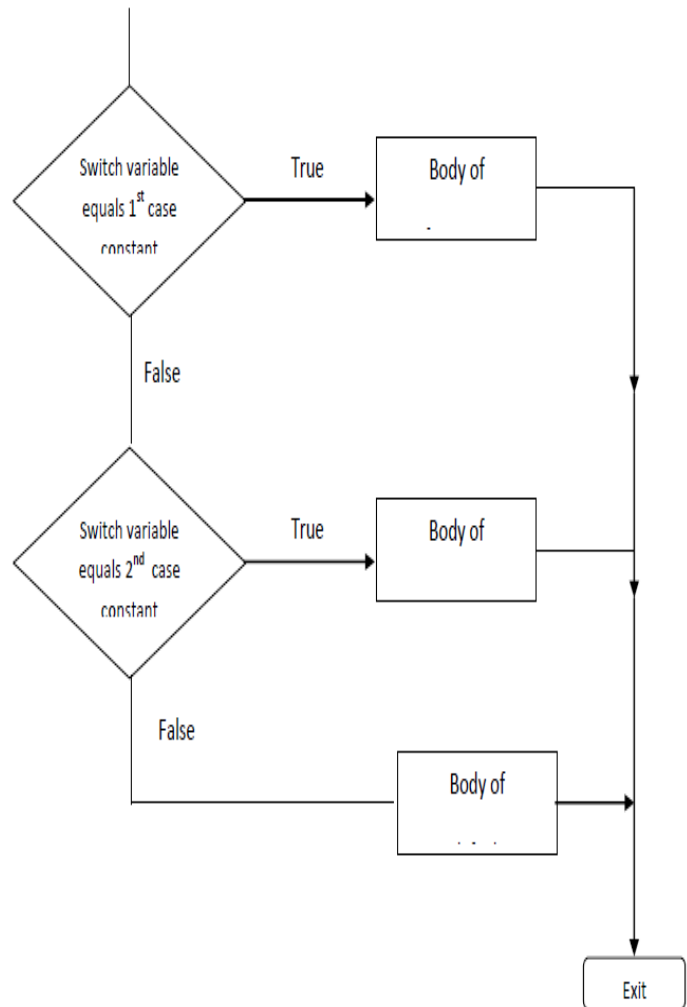 Switch variable
equals 1st case
constant
True
Body of
False
Switch variable
equals 2nd case
constant
True
Body of
False
Body of
Exit